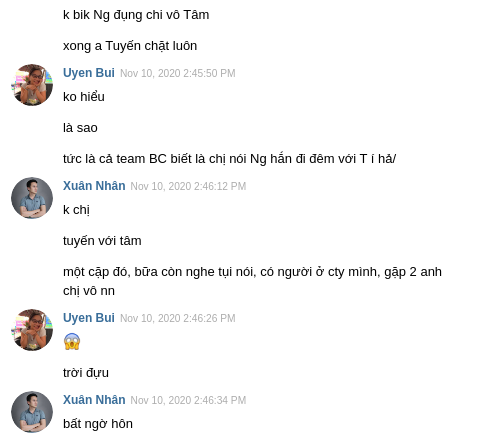 k bik Ng đụng chi vô Tâm
xong a Tuyến chặt luôn
Uyen Bui Nov 10, 2020 2:45:50 PM
ko hiểu
là sao
tức là cả team BC biết là chị nói Ng hắn đi đêm với T í hả/
Xuân Nhân Nov 10, 2020 2:46:12 PM
k chị
tuyến với tâm
một cặp đó, bữa còn nghe tụi nói, có người ở cty mình, gặp 2 anh
chị vô nn
Uyen Bui Nov 10, 2020 2:46:26 PM
trời đựu
Xuân Nhân Nov 10, 2020 2:46:34 PM
bất ngờ hôn